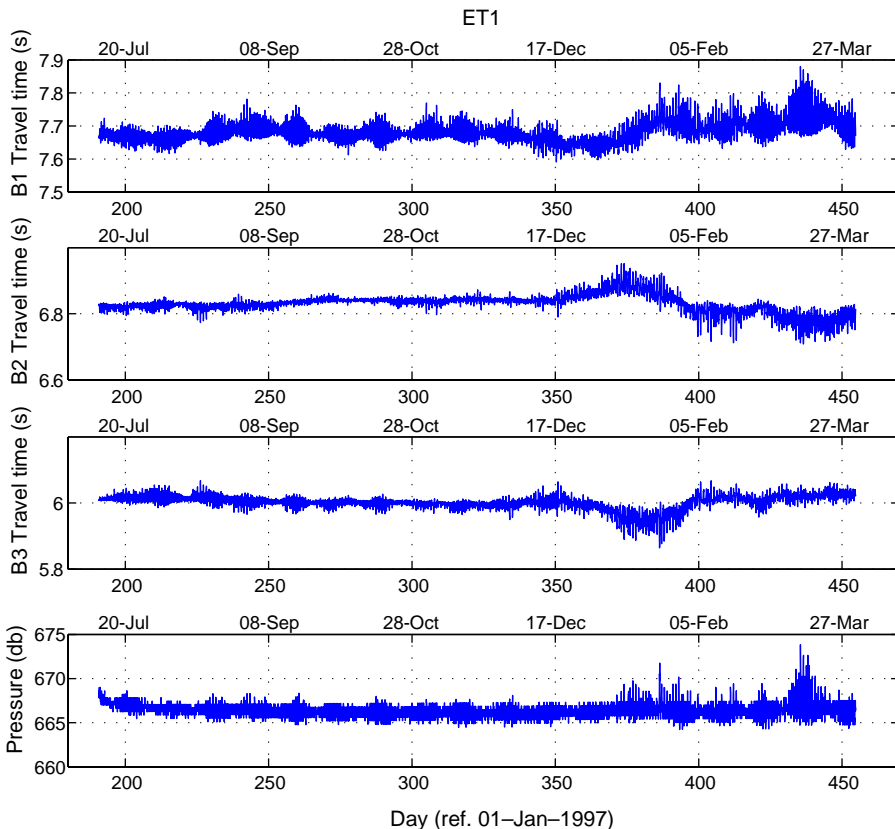 ET1
20-Jul 08-Sep 28-Oct 17-Dec 05-Feb 27-Mar
B1 Travel time (s)
7.9
7.8
7.7
7.6
7.5
200 250 300 350 400 450
20-Jul 08-Sep 28-Oct 17-Dec 05-Feb 27-Mar
B2 Travel time (s)
6.8
6.6
200 250 300 350 400 450
20-Jul 08-Sep 28-Oct 17-Dec 05-Feb 27-Mar
B3 Travel time (s)
6
5.8
200 250 300 350 400 450
20-Jul 08-Sep 28-Oct 17-Dec 05-Feb 27-Mar
Pressure (db)
675
670
665
660
200 250 300 350 400 450
Day (ref. 01–Jan–1997)